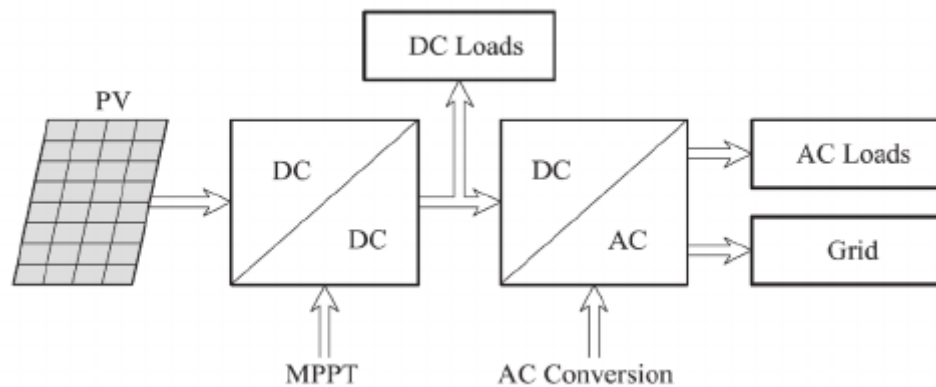 DC Loads
PV
DC
DC
DC
AC
AC Loads
Grid
MPPT
AC Conversion